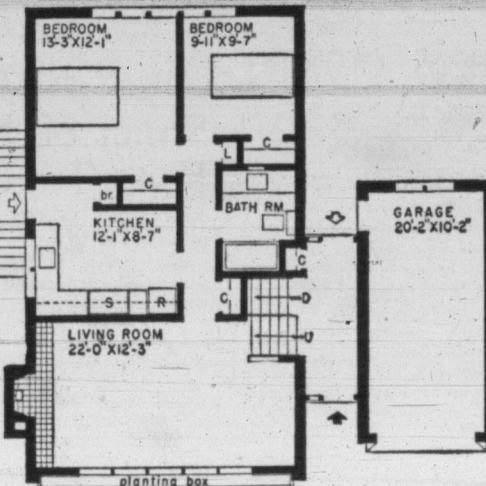 BEDROOM
13'-3"X12'-1"
BEDROOM
9'-11"X9'-7"
L
C
br.
C
BATH RM.
KITCHEN
12'-1"X8'-7"
GARAGE
20'-2"X10'-2"
C
S
R
C
D
U
LIVING ROOM
22'-0"X12'-3"
planting box